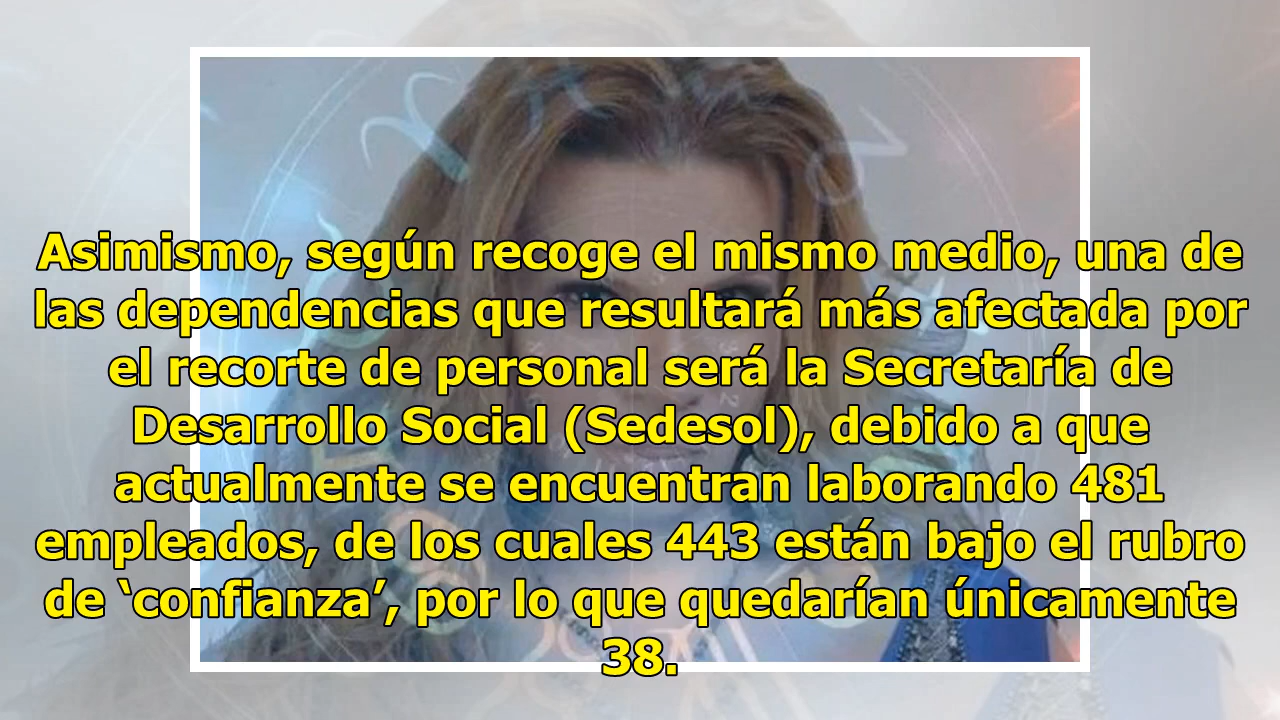 Asimismo, según recoge el mismo medio, una de
las dependencias que resultará más afectada por
el recorte de personal será la Secretaría de
Desarrollo Social (Sedesol), debido a que
actualmente se encuentran laborando 481
empleados, de los cuales 443 están bajo el rubro
de ‘confianza’, por lo que quedarían únicamente
38.